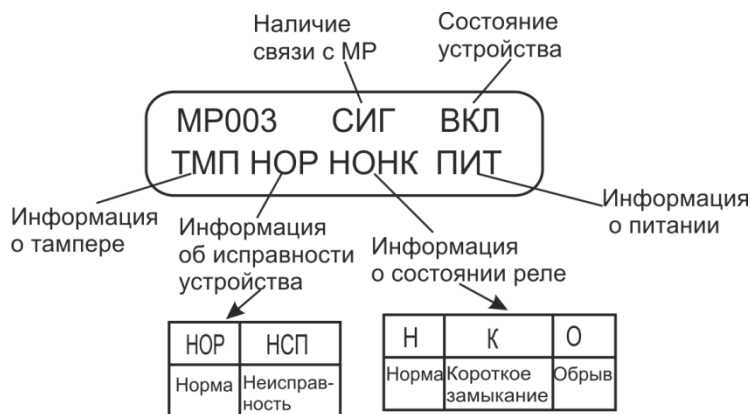 Наличие
связи с МР
Состояние
устройства
МР003 СИГ ВКЛ
ТМП НОР НОНК ПИТ
Информация
о тампере
Информация
об исправности
устройства
Информация
о состоянии реле
Информация
о питании
НОР НСП
Норма Неисправ-
ность
Н К О
Норма Короткое Обрыв
замыкание